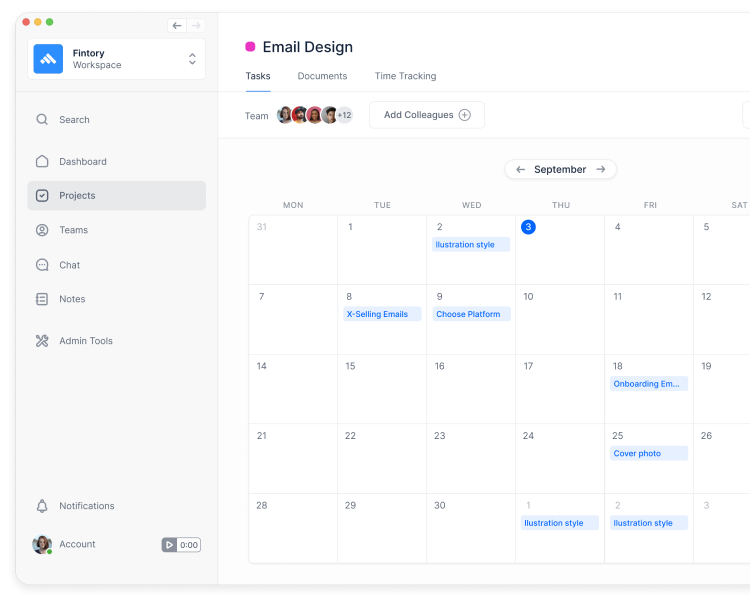 Fintory
Workspace
Search
Dashboard
Projects
Teams
Chat
Notes
Admin Tools
Notifications
Account
0:00
Email Design
Tasks Documents Time Tracking
Team +12 Add Colleagues
September
MON TUE WED THU FRI SAT
31 1 2 3 4 5
Ilustration style
7 8 9 10 11 12
X-Selling Emails Choose Platform
14 15 16 17 18 19
Onboarding Em...
21 22 23 24 25 26
Cover photo
28 29 30 1 2 3
Ilustration style Ilustration style